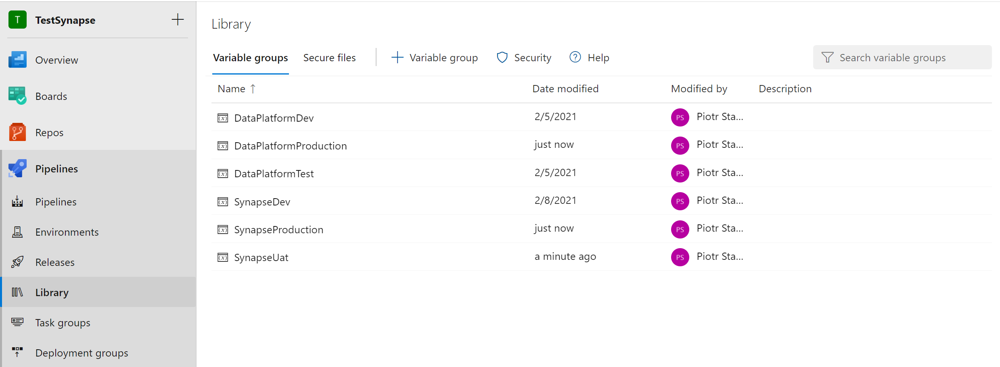 T TestSynapse
Overview
Boards
Repos
Pipelines
Pipelines
Environments
Releases
Library
Task groups
Deployment groups
Library
Variable groups Secure files Variable group Security ? Help Search variable groups
Name ↑ Date modified Modified by Description
(x) DataPlatformDev 2/5/2021 PS Piotr Sta...
(x) DataPlatformProduction just now PS Piotr Sta...
(x) DataPlatformTest 2/5/2021 PS Piotr Sta...
(x) SynapseDev 2/8/2021 PS Piotr Sta...
(x) SynapseProduction just now PS Piotr Sta...
(x) SynapseUat a minute ago PS Piotr Sta...